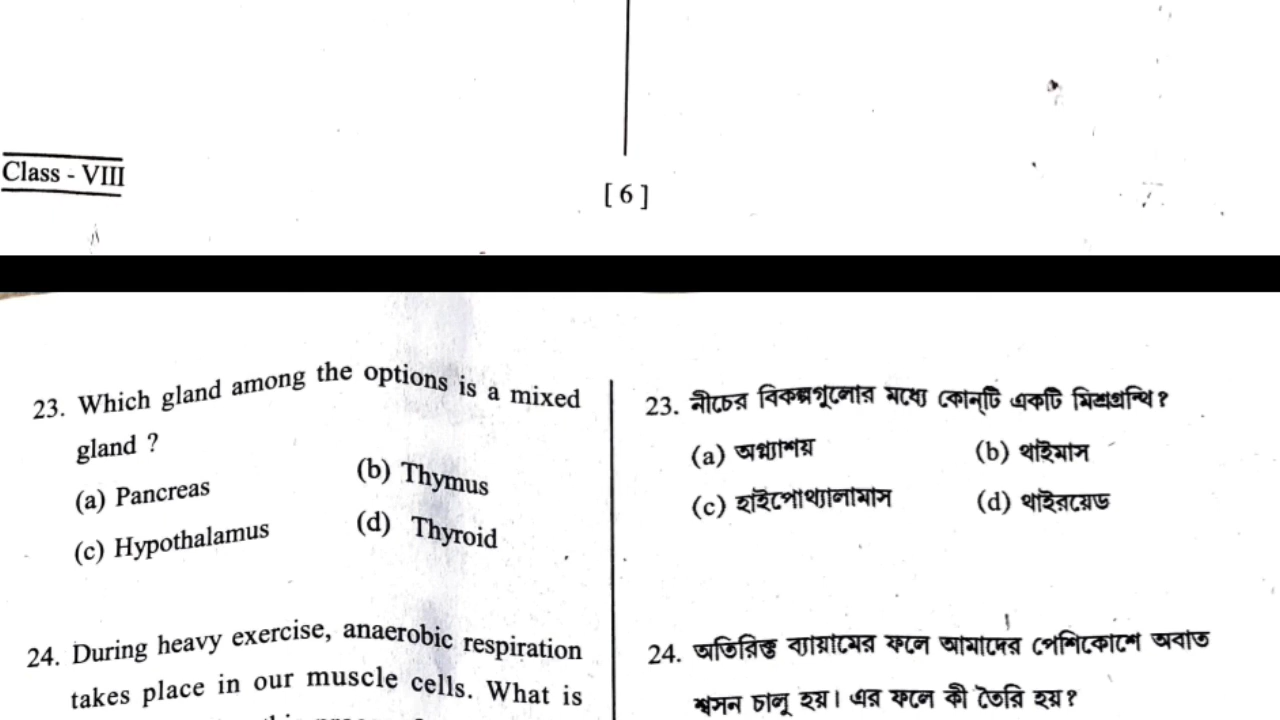 Class - VIII
[ 6 ]
23. Which gland among the options is a mixed
gland ?
(a) Pancreas (b) Thymus
(c) Hypothalamus (d) Thyroid
24. During heavy exercise, anaerobic respiration
takes place in our muscle cells. What is
23. নীচের বিকল্পগুলোর মধ্যে কোন্‌টি একটি মিশ্রগ্রন্থি?
(a) অগ্ন্যাশয় (b) থাইমাস
(c) হাইপোথ্যালামাস (d) থাইরয়েড
24. অতিরিক্ত ব্যায়ামের ফলে আমাদের পেশিকোশে অবাত
শ্বসন চালু হয়। এর ফলে কী তৈরি হয়?